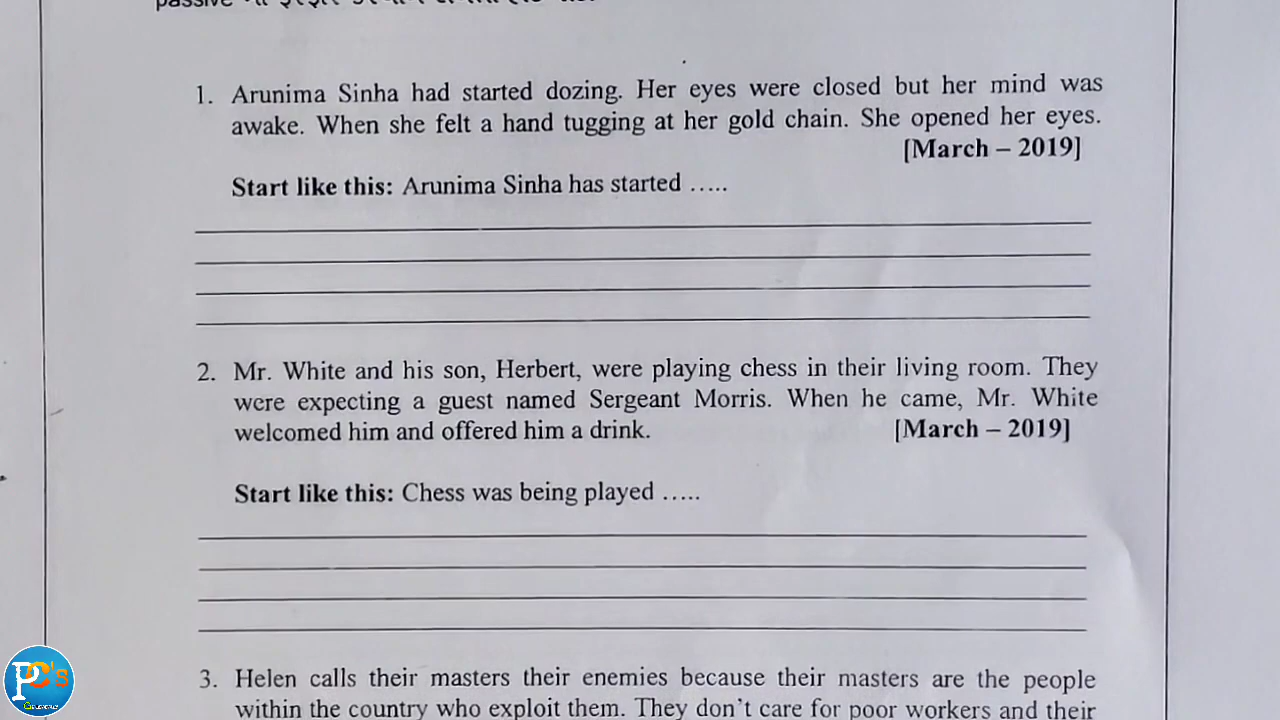 passive
1. Arunima Sinha had started dozing. Her eyes were closed but her mind was
awake. When she felt a hand tugging at her gold chain. She opened her eyes.
[March – 2019]
Start like this: Arunima Sinha has started …..
2. Mr. White and his son, Herbert, were playing chess in their living room. They
were expecting a guest named Sergeant Morris. When he came, Mr. White
welcomed him and offered him a drink. [March – 2019]
Start like this: Chess was being played …..
3. Helen calls their masters their enemies because their masters are the people
within the country who exploit them. They don't care for poor workers and their
PC's